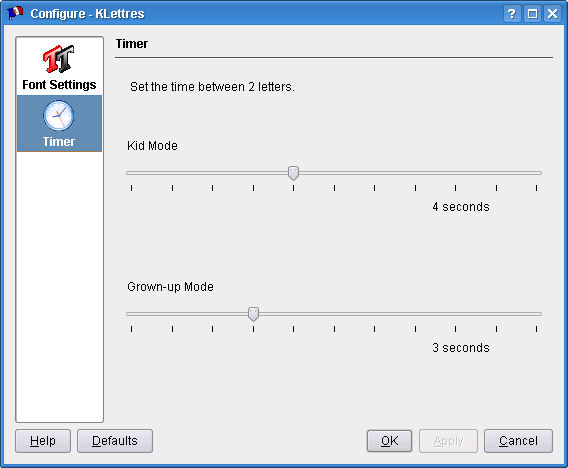 Configure - KLettres
Font Settings
Timer
Timer
Set the time between 2 letters.
Kid Mode
4 seconds
Grown-up Mode
3 seconds
Help
Defaults
OK
Apply
Cancel